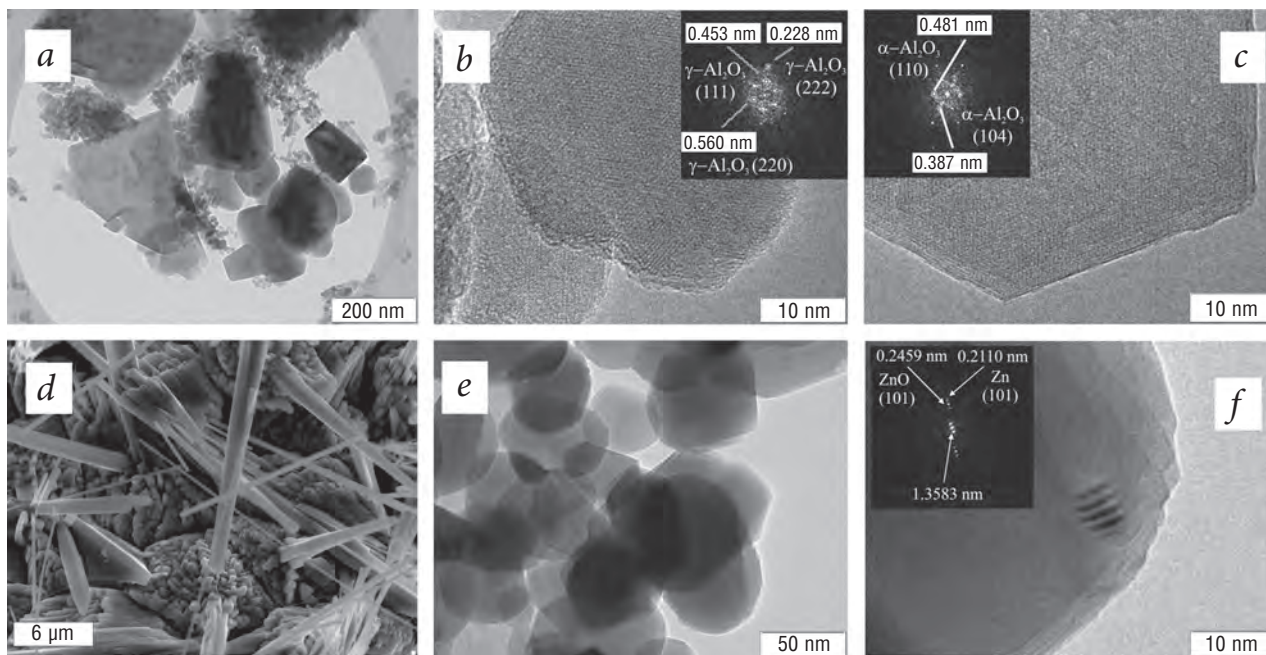 a
200 nm
b
0.453 nm 0.228 nm
γ–Al₂O₃ γ–Al₂O₃
(111) (222)
0.560 nm
γ–Al₂O₃ (220)
10 nm
0.481 nm
α–Al₂O₃
(110)
α–Al₂O₃
(104)
0.387 nm
c
10 nm
d
6 μm
e
50 nm
0.2459 nm 0.2110 nm
ZnO Zn
(101) (101)
1.3583 nm
f
10 nm